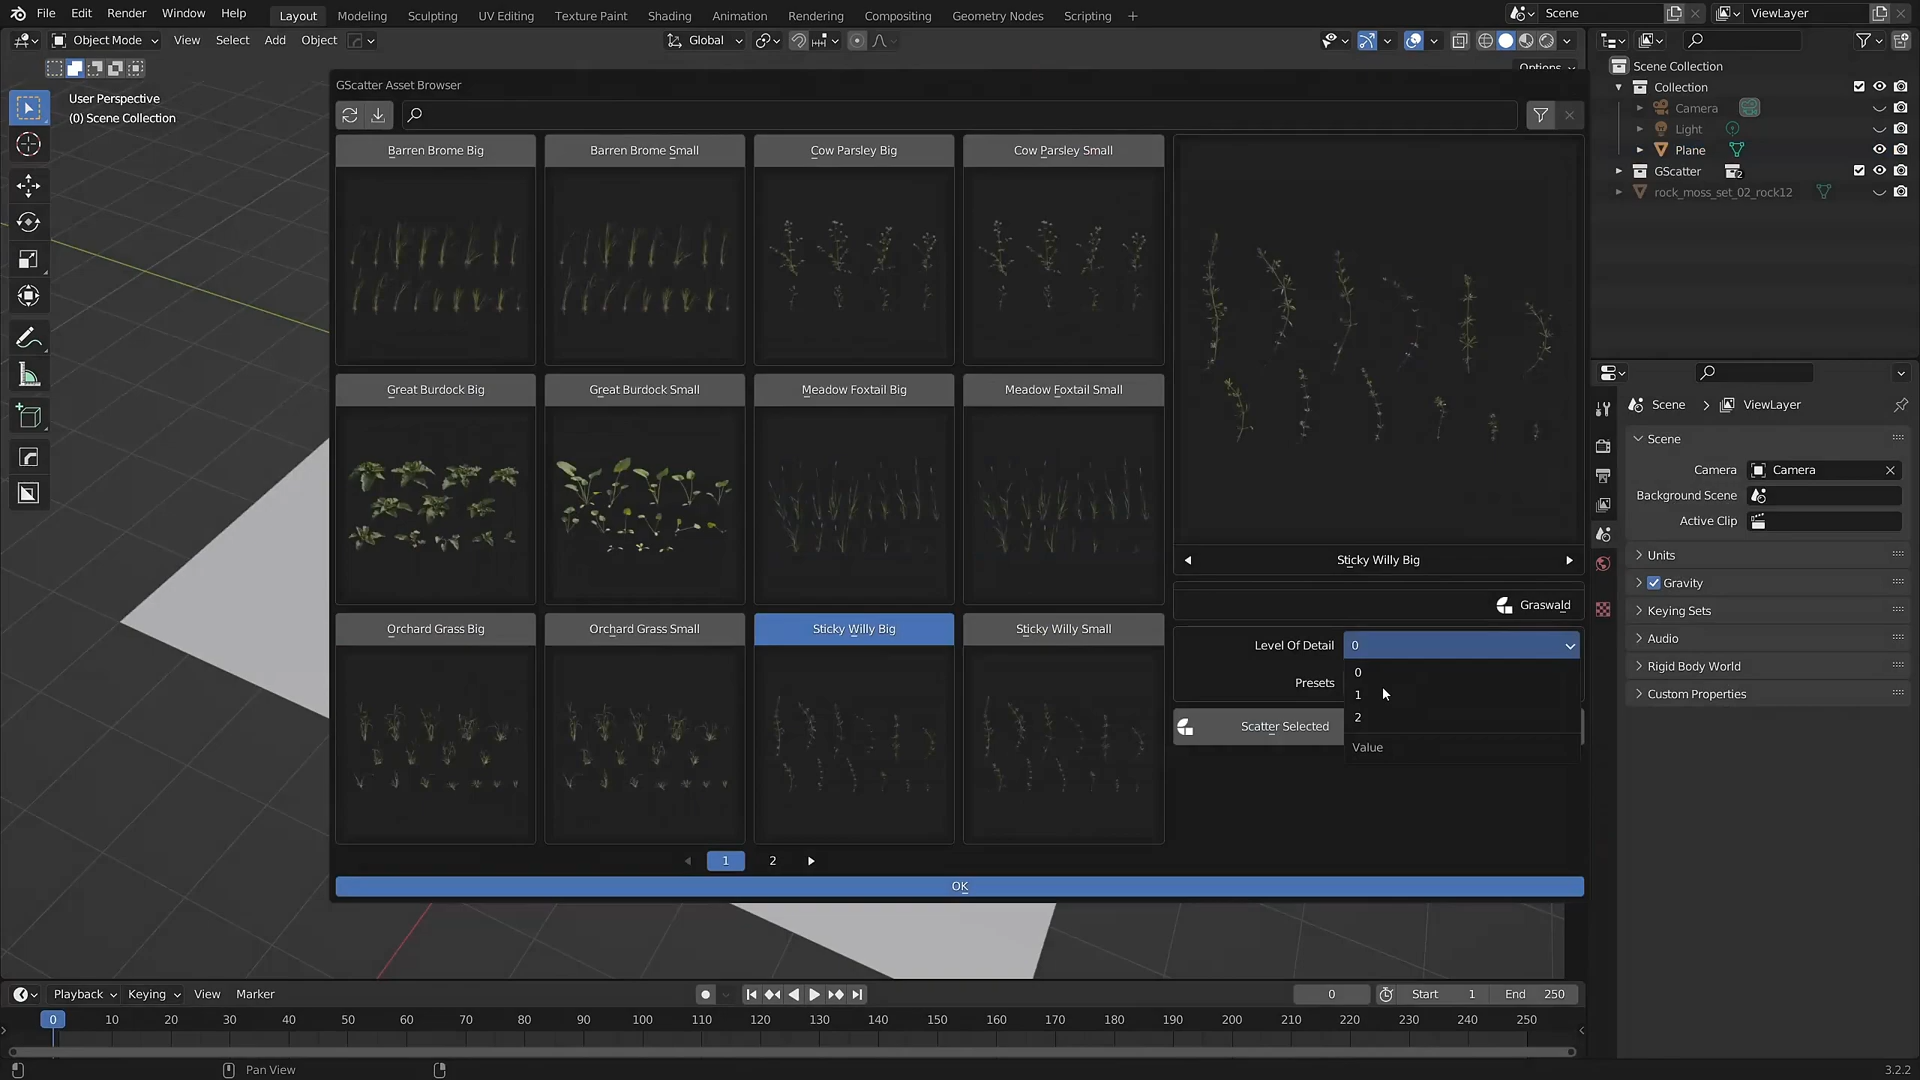 File Edit Render Window Help Layout Modeling Sculpting UV Editing Texture Paint Shading Animation Rendering Compositing Geometry Nodes Scripting + Scene ViewLayer
Object Mode View Select Add Object Global
Options
User Perspective
(0) Scene Collection
GScatter Asset Browser
Barren Brome Big Barren Brome Small Cow Parsley Big Cow Parsley Small
Great Burdock Big Great Burdock Small Meadow Foxtail Big Meadow Foxtail Small
Orchard Grass Big Orchard Grass Small Sticky Willy Big Sticky Willy Small
1 2
OK
Sticky Willy Big
Graswald
Level Of Detail 0
0
Presets
1
2
Scatter Selected
Value
Scene Collection
Collection
Camera
Light
Plane
GScatter 2
rock_moss_set_02_rock12
Scene ViewLayer
Scene
Camera Camera
Background Scene
Active Clip
Units
Gravity
Keying Sets
Audio
Rigid Body World
Custom Properties
Playback Keying View Marker 0 Start 1 End 250
0 10 20 30 40 50 60 70 80 90 100 110 120 130 140 150 160 170 180 190 200 210 220 230 240 250
Pan View 3.2.2